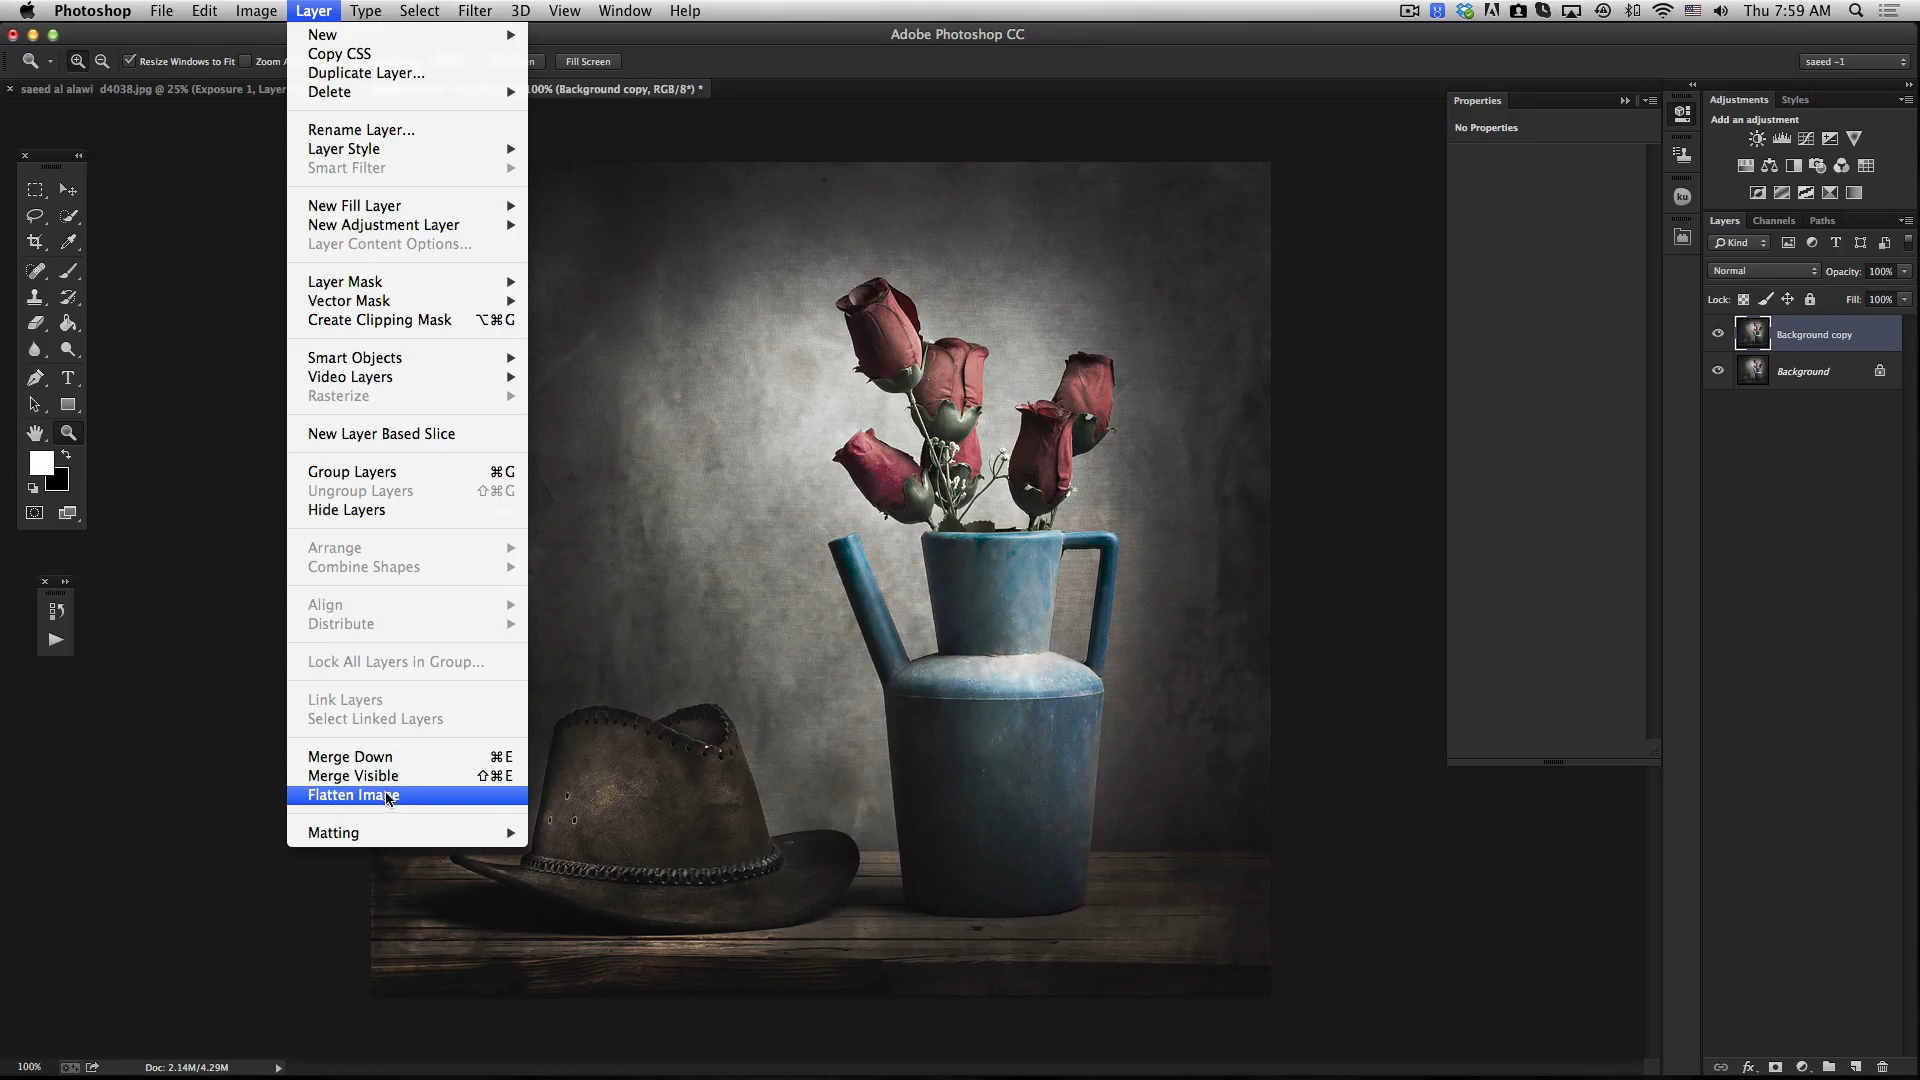 Photoshop File Edit Image Layer Type Select Filter 3D View Window Help Thu 7:59 AM
Adobe Photoshop CC
Resize Windows to Fit Zoom A Fill Screen saeed -1
saeed al alawi d4038.jpg @ 25% (Exposure 1, Layer 100% (Background copy, RGB/8*) *
New
Copy CSS
Duplicate Layer...
Delete
Rename Layer...
Layer Style
Smart Filter
New Fill Layer
New Adjustment Layer
Layer Content Options...
Layer Mask
Vector Mask
Create Clipping Mask ⌥⌘G
Smart Objects
Video Layers
Rasterize
New Layer Based Slice
Group Layers ⌘G
Ungroup Layers ⇧⌘G
Hide Layers
Arrange
Combine Shapes
Align
Distribute
Lock All Layers in Group...
Link Layers
Select Linked Layers
Merge Down ⌘E
Merge Visible ⇧⌘E
Flatten Image
Matting
Properties
No Properties
ku
Adjustments Styles
Add an adjustment
Layers Channels Paths
Kind
Normal Opacity: 100%
Lock: Fill: 100%
Background copy
Background
100% Doc: 2.14M/4.29M